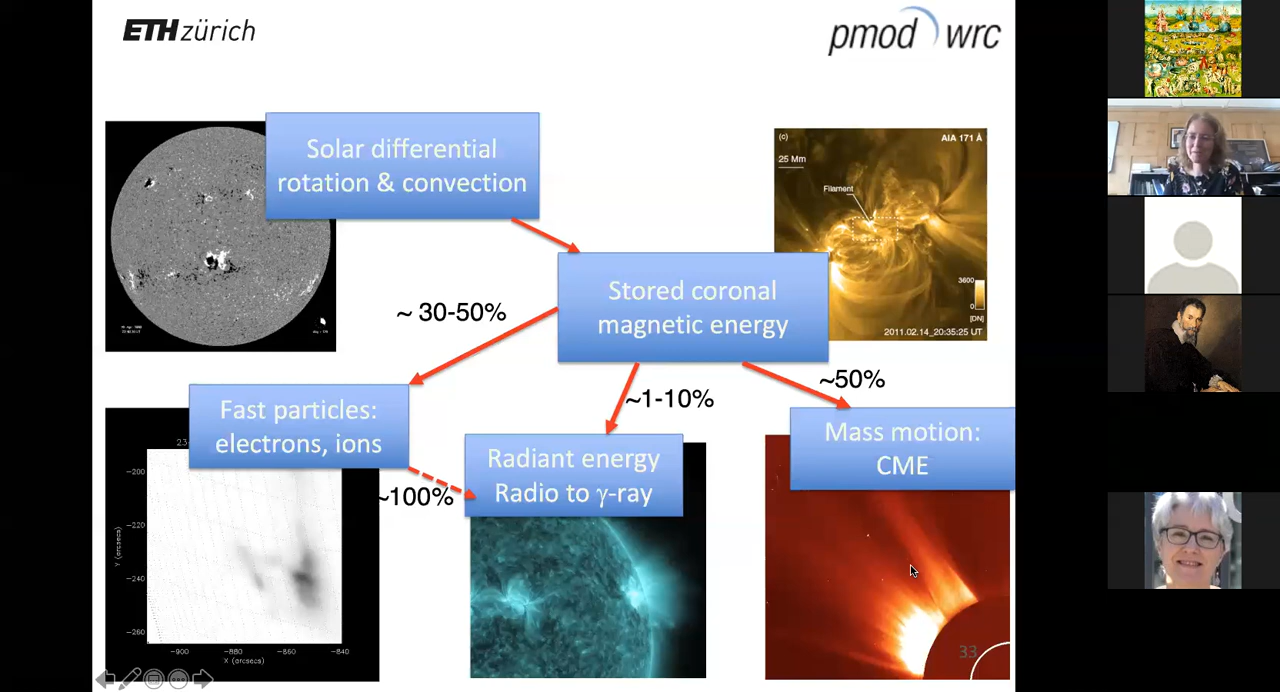 ETH zürich
pmod wrc
Solar differential
rotation & convection
(c)
AIA 171 Å
25 Mm
Filament
3600
0
[DN]
2011.02.14_20:35:25 UT
Stored coronal
magnetic energy
~ 30-50%
~1-10%
~50%
Fast particles:
electrons, ions
~100%
Radiant energy
Radio to γ-ray
Mass motion:
CME
23
-200
-220
-240
-260
Y (arcsecs)
-900
-880
-860
-840
X (arcsecs)
33